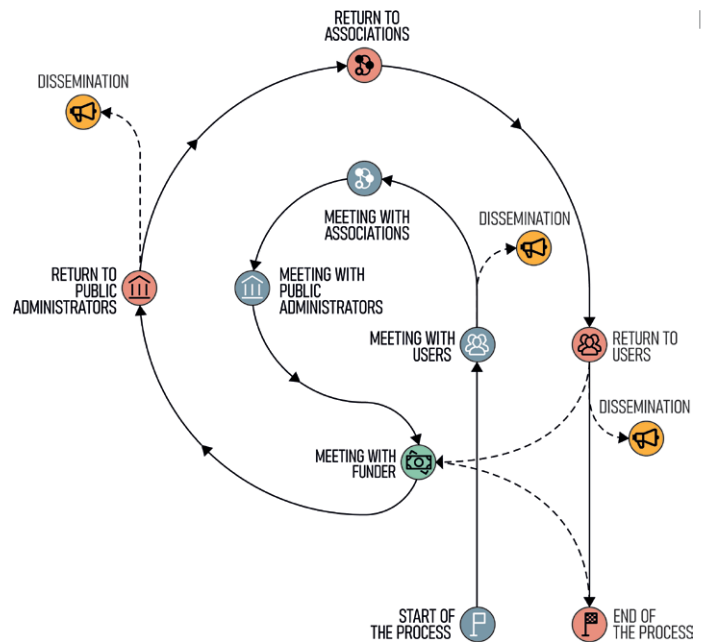 RETURN TO
ASSOCIATIONS
DISSEMINATION
MEETING WITH
ASSOCIATIONS
DISSEMINATION
RETURN TO
PUBLIC
ADMINISTRATORS
MEETING WITH
PUBLIC
ADMINISTRATORS
MEETING WITH
USERS
RETURN TO
USERS
DISSEMINATION
MEETING WITH
FUNDER
START OF
THE PROCESS
END OF
THE PROCESS